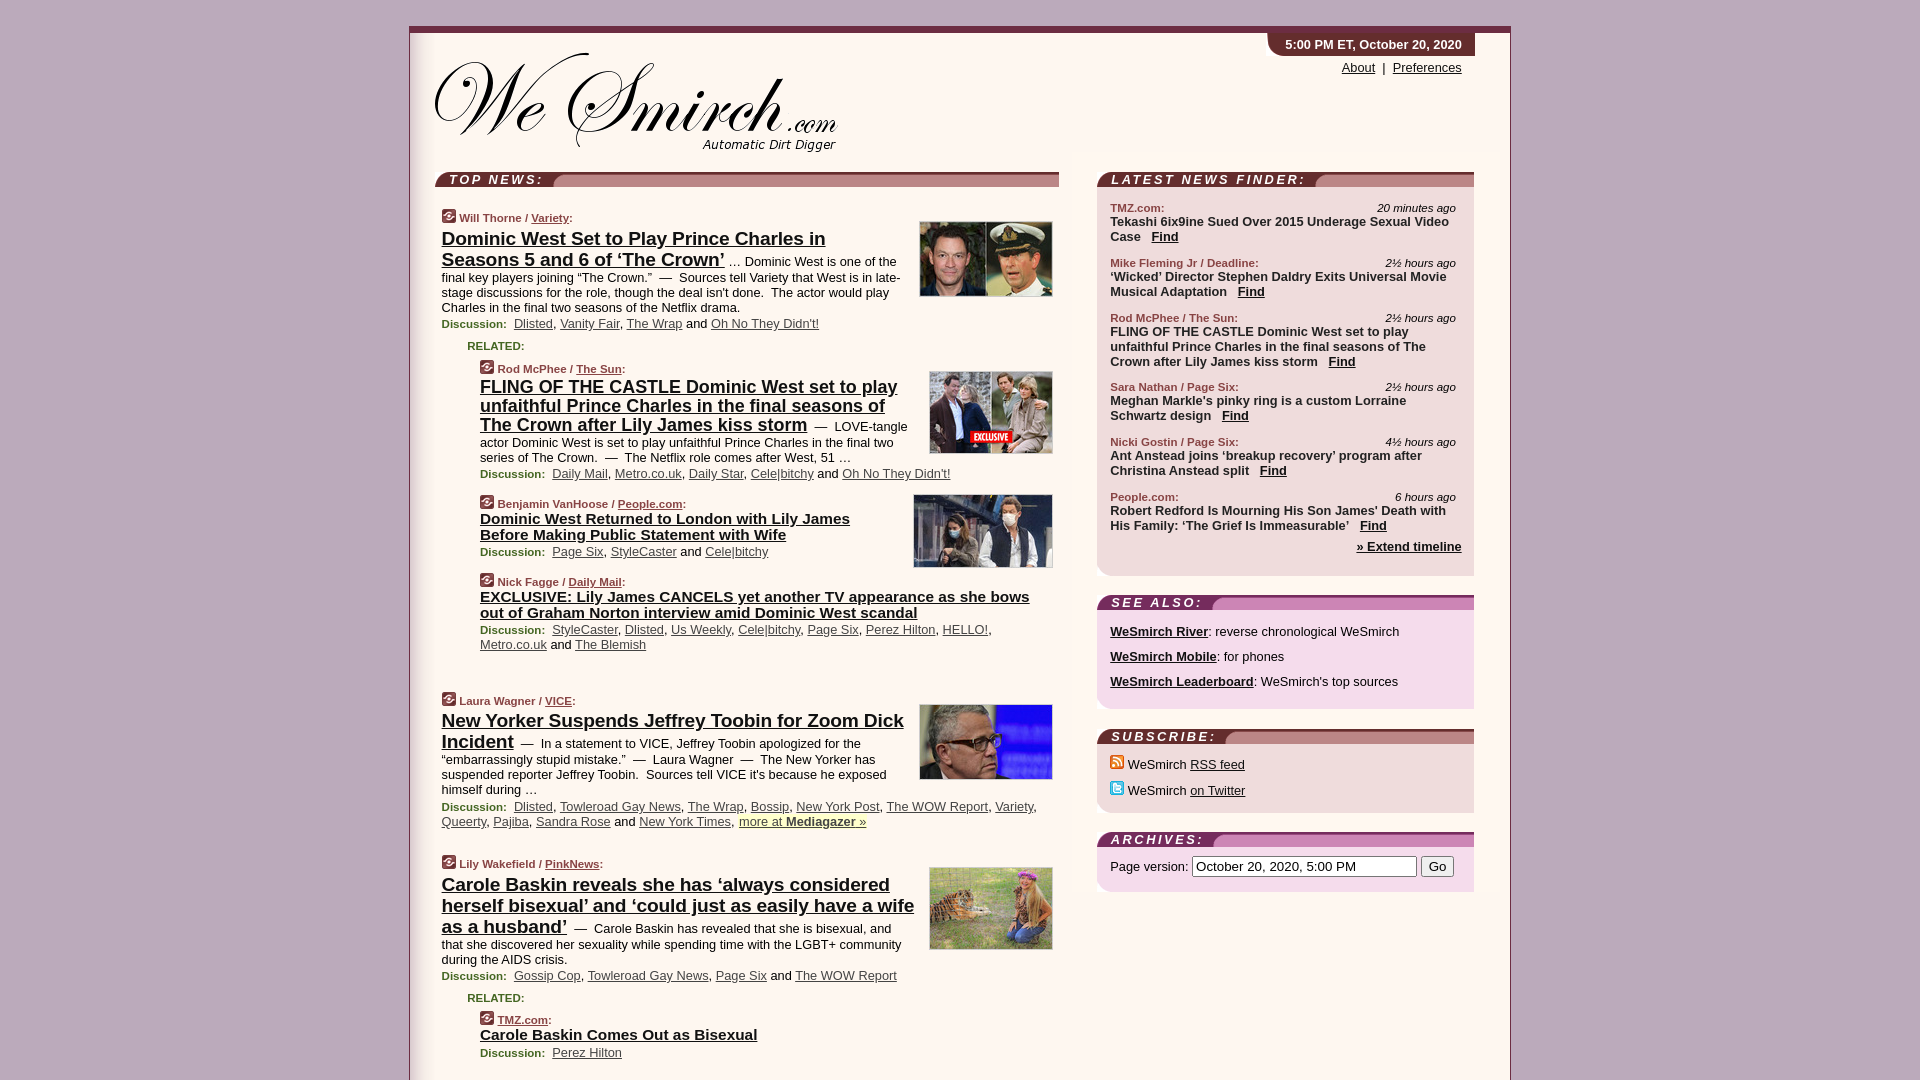 5:00 PM ET, October 20, 2020
About | Preferences
We Smirch .com
Automatic Dirt Digger
TOP NEWS:
Will Thorne / Variety:
Dominic West Set to Play Prince Charles in
Seasons 5 and 6 of ‘The Crown’ … Dominic West is one of the
final key players joining “The Crown.” — Sources tell Variety that West is in late-
stage discussions for the role, though the deal isn't done. The actor would play
Charles in the final two seasons of the Netflix drama.
Discussion: Dlisted, Vanity Fair, The Wrap and Oh No They Didn't!
RELATED:
Rod McPhee / The Sun:
FLING OF THE CASTLE Dominic West set to play
unfaithful Prince Charles in the final seasons of
The Crown after Lily James kiss storm — LOVE-tangle
actor Dominic West is set to play unfaithful Prince Charles in the final two
series of The Crown. — The Netflix role comes after West, 51 …
EXCLUSIVE
Discussion: Daily Mail, Metro.co.uk, Daily Star, Cele|bitchy and Oh No They Didn't!
Benjamin VanHoose / People.com:
Dominic West Returned to London with Lily James
Before Making Public Statement with Wife
Discussion: Page Six, StyleCaster and Cele|bitchy
Nick Fagge / Daily Mail:
EXCLUSIVE: Lily James CANCELS yet another TV appearance as she bows
out of Graham Norton interview amid Dominic West scandal
Discussion: StyleCaster, Dlisted, Us Weekly, Cele|bitchy, Page Six, Perez Hilton, HELLO!,
Metro.co.uk and The Blemish
Laura Wagner / VICE:
New Yorker Suspends Jeffrey Toobin for Zoom Dick
Incident — In a statement to VICE, Jeffrey Toobin apologized for the
“embarrassingly stupid mistake.” — Laura Wagner — The New Yorker has
suspended reporter Jeffrey Toobin. Sources tell VICE it's because he exposed
himself during …
Discussion: Dlisted, Towleroad Gay News, The Wrap, Bossip, New York Post, The WOW Report, Variety,
Queerty, Pajiba, Sandra Rose and New York Times, more at Mediagazer »
Lily Wakefield / PinkNews:
Carole Baskin reveals she has ‘always considered
herself bisexual’ and ‘could just as easily have a wife
as a husband’ — Carole Baskin has revealed that she is bisexual, and
that she discovered her sexuality while spending time with the LGBT+ community
during the AIDS crisis.
Discussion: Gossip Cop, Towleroad Gay News, Page Six and The WOW Report
RELATED:
TMZ.com:
Carole Baskin Comes Out as Bisexual
Discussion: Perez Hilton
LATEST NEWS FINDER:
TMZ.com: 20 minutes ago
Tekashi 6ix9ine Sued Over 2015 Underage Sexual Video
Case Find
Mike Fleming Jr / Deadline: 2½ hours ago
‘Wicked’ Director Stephen Daldry Exits Universal Movie
Musical Adaptation Find
Rod McPhee / The Sun: 2½ hours ago
FLING OF THE CASTLE Dominic West set to play
unfaithful Prince Charles in the final seasons of The
Crown after Lily James kiss storm Find
Sara Nathan / Page Six: 2½ hours ago
Meghan Markle's pinky ring is a custom Lorraine
Schwartz design Find
Nicki Gostin / Page Six: 4½ hours ago
Ant Anstead joins ‘breakup recovery’ program after
Christina Anstead split Find
People.com: 6 hours ago
Robert Redford Is Mourning His Son James' Death with
His Family: ‘The Grief Is Immeasurable’ Find
» Extend timeline
SEE ALSO:
WeSmirch River: reverse chronological WeSmirch
WeSmirch Mobile: for phones
WeSmirch Leaderboard: WeSmirch's top sources
SUBSCRIBE:
WeSmirch RSS feed
WeSmirch on Twitter
ARCHIVES:
Page version: October 20, 2020, 5:00 PM Go